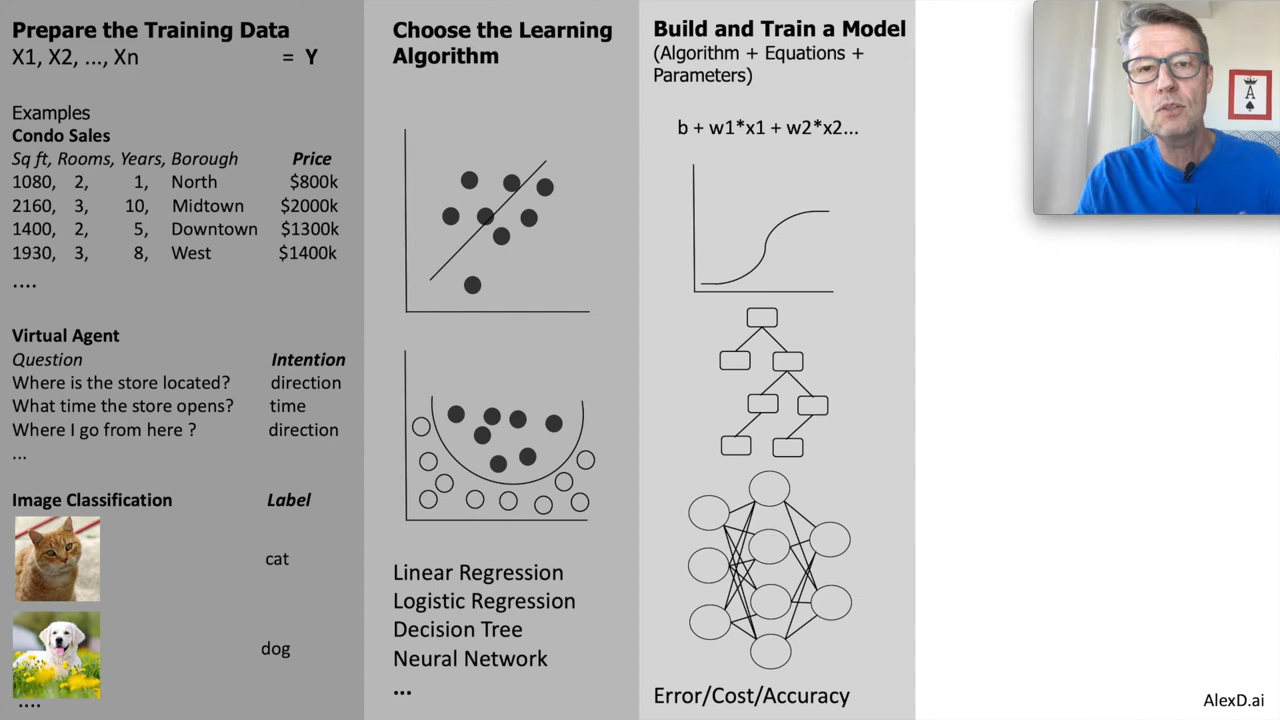 Prepare the Training Data
X1, X2, ..., Xn = Y
Examples
Condo Sales
Sq ft, Rooms, Years, Borough Price
1080, 2, 1, North $800k
2160, 3, 10, Midtown $2000k
1400, 2, 5, Downtown $1300k
1930, 3, 8, West $1400k
....
Virtual Agent
Question Intention
Where is the store located? direction
What time the store opens? time
Where I go from here ? direction
...
Image Classification Label
cat
dog
....
Choose the Learning
Algorithm
Linear Regression
Logistic Regression
Decision Tree
Neural Network
...
Build and Train a Model
(Algorithm + Equations +
Parameters)
b + w1*x1 + w2*x2...
Error/Cost/Accuracy
A
AlexD.ai